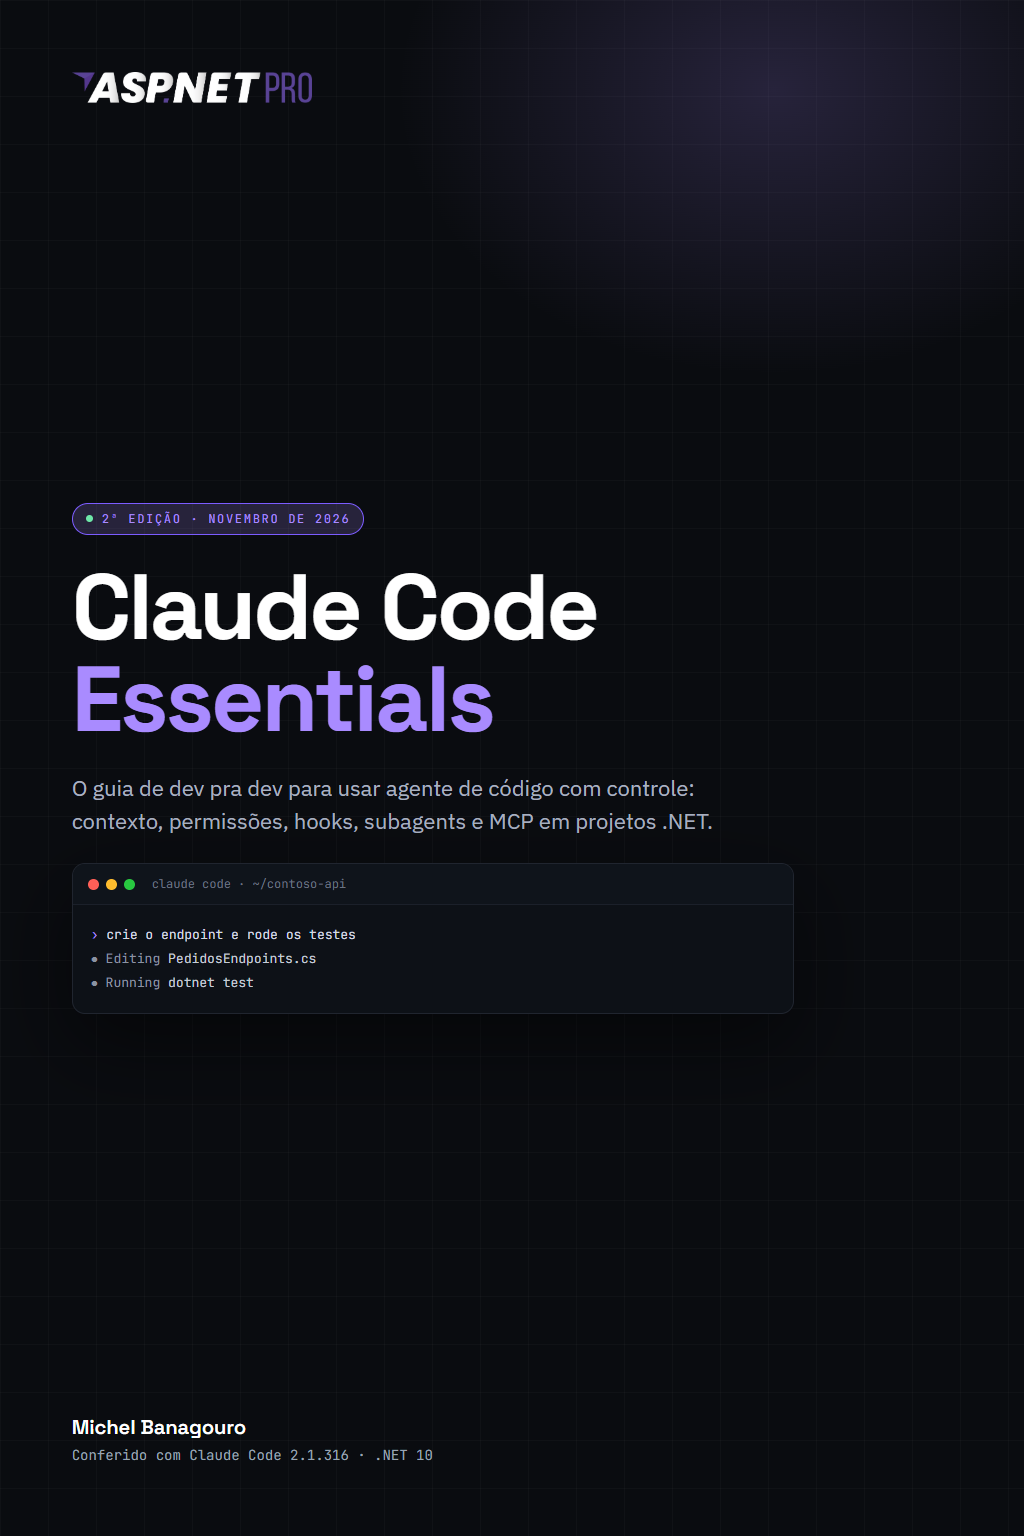 ASP.NET PRO
2ª EDIÇÃO · NOVEMBRO DE 2026
Claude Code
Essentials
O guia de dev pra dev para usar agente de código com controle:
contexto, permissões, hooks, subagents e MCP em projetos .NET.
claude code · ~/contoso-api
› crie o endpoint e rode os testes
● Editing PedidosEndpoints.cs
● Running dotnet test
Michel Banagouro
Conferido com Claude Code 2.1.316 · .NET 10